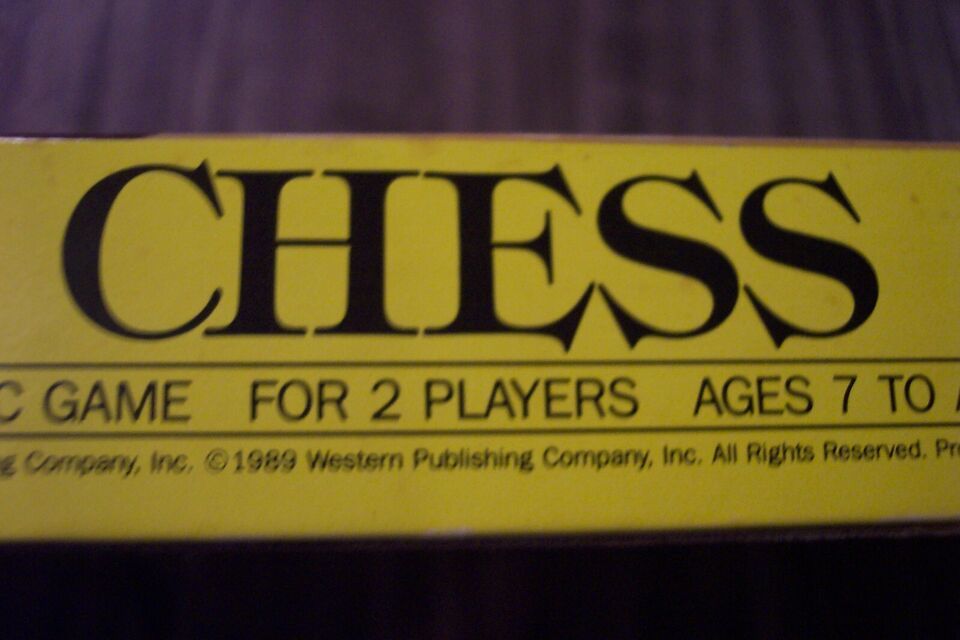 CHESS
C GAME FOR 2 PLAYERS AGES 7 TO
g Company, Inc. ©1989 Western Publishing Company, Inc. All Rights Reserved. Pr